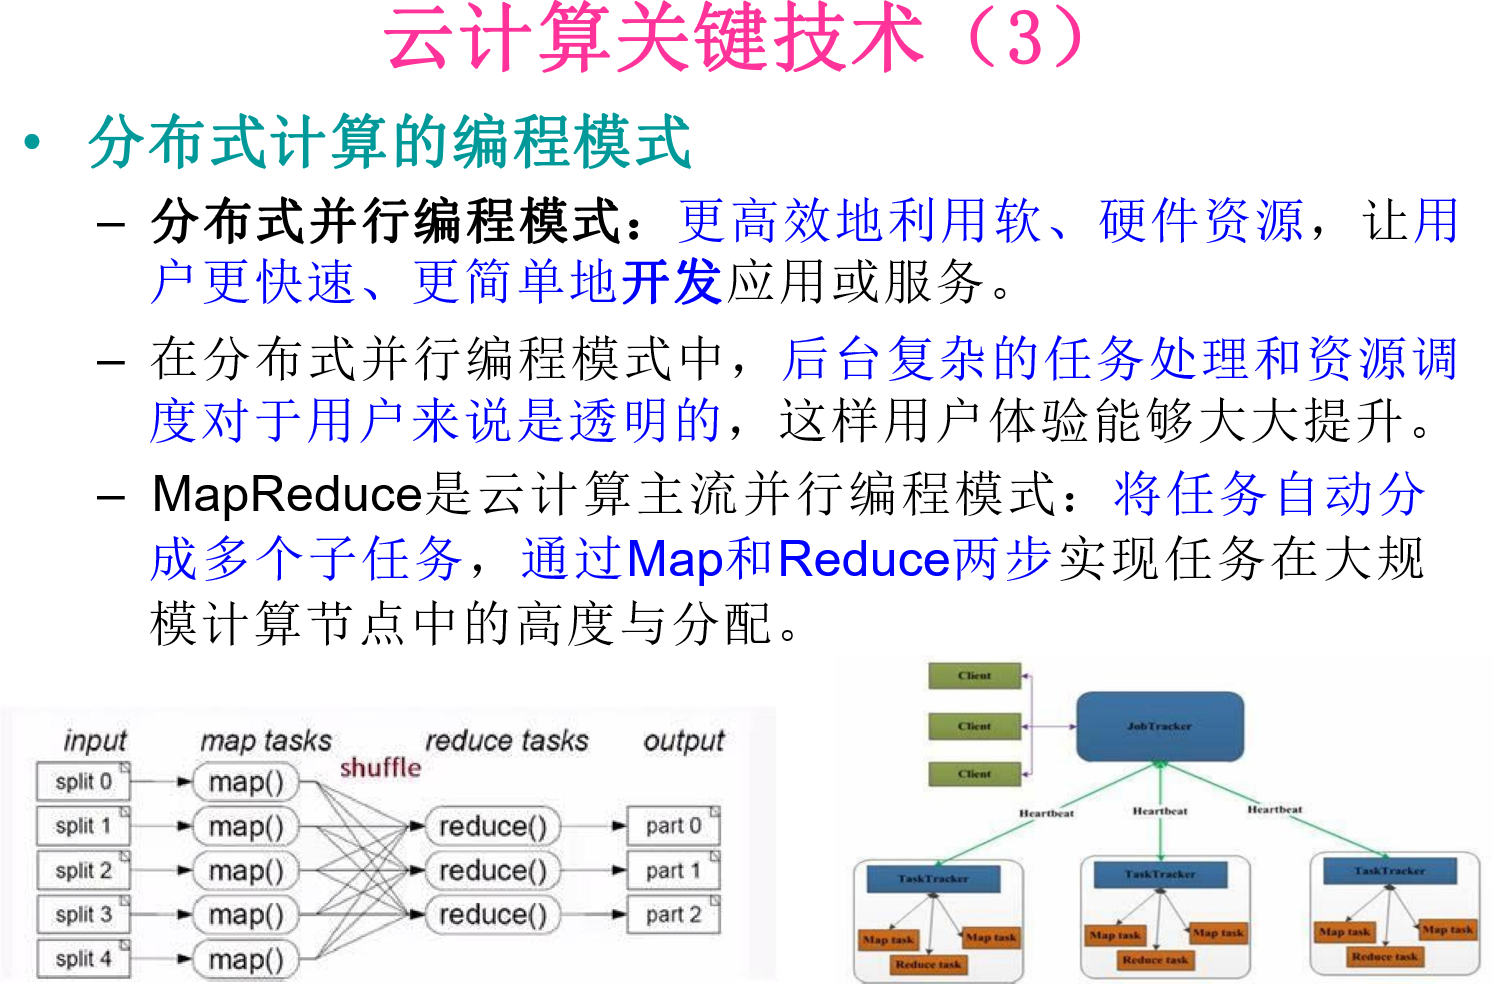 云计算关键技术（3）
• 分布式计算的编程模式
– 分布式并行编程模式：更高效地利用软、硬件资源，让用
户更快速、更简单地开发应用或服务。
– 在分布式并行编程模式中，后台复杂的任务处理和资源调
度对于用户来说是透明的，这样用户体验能够大大提升。
– MapReduce是云计算主流并行编程模式：将任务自动分
成多个子任务，通过Map和Reduce两步实现任务在大规
模计算节点中的高度与分配。
input map tasks reduce tasks output
shuffle
split 0 map()
split 1 map() reduce() part 0
split 2 map() reduce() part 1
split 3 map() reduce() part 2
split 4 map()
Client
Client JobTracker
Client
Heartbeat Heartbeat Heartbeat
TaskTracker TaskTracker TaskTracker
Map task Map task Map task Map task Map task Map task
Reduce task Reduce task Reduce task